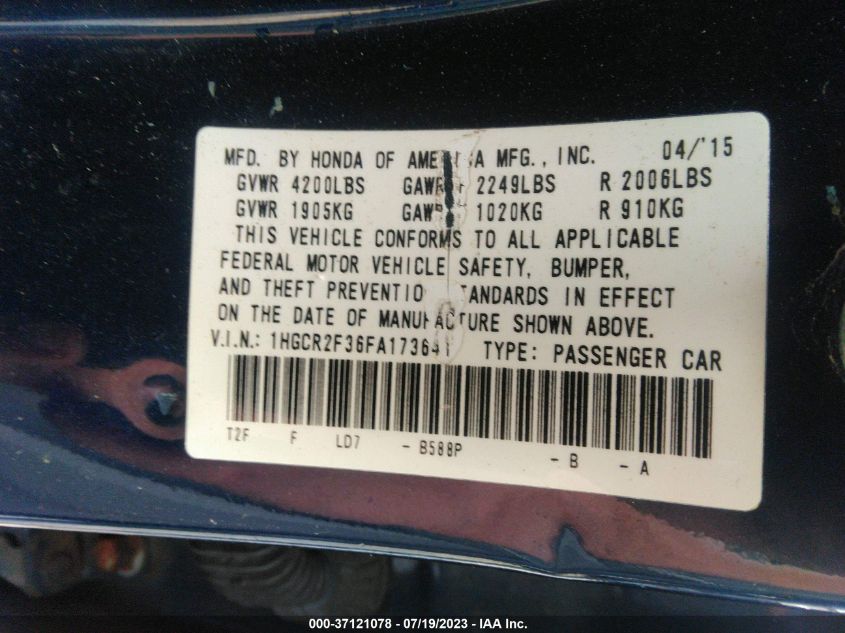 MFD. BY HONDA OF AMERICA MFG., INC. 04/'15
GVWR 4200LBS GAWR F 2249LBS R 2006LBS
GVWR 1905KG GAWR F 1020KG R 910KG
THIS VEHICLE CONFORMS TO ALL APPLICABLE
FEDERAL MOTOR VEHICLE SAFETY, BUMPER,
AND THEFT PREVENTION STANDARDS IN EFFECT
ON THE DATE OF MANUFACTURE SHOWN ABOVE.
V.I.N.: 1HGCR2F36FA173641 TYPE: PASSENGER CAR
T2F F LD7 - B588P - B - A
000-37121078 - 07/19/2023 - IAA Inc.